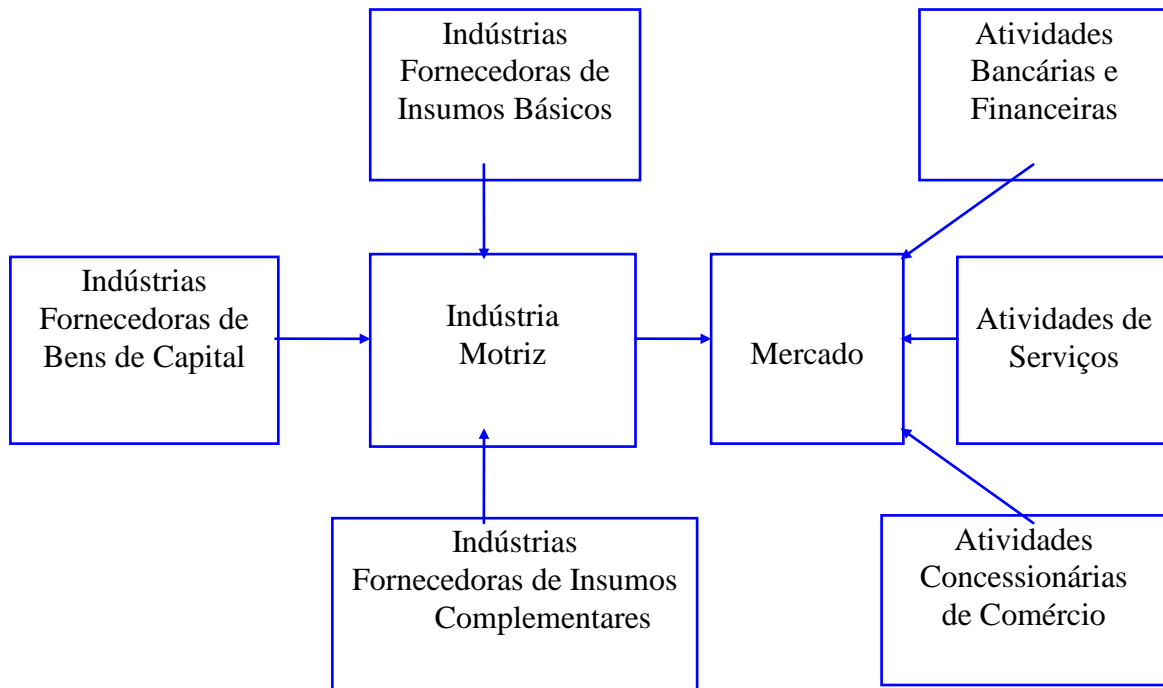 Indústrias
Fornecedoras de
Insumos Básicos
Atividades
Bancárias e
Financeiras
Indústrias
Fornecedoras de
Bens de Capital
Indústria
Motriz
Mercado
Atividades de
Serviços
Indústrias
Fornecedoras de Insumos
Complementares
Atividades
Concessionárias
de Comércio